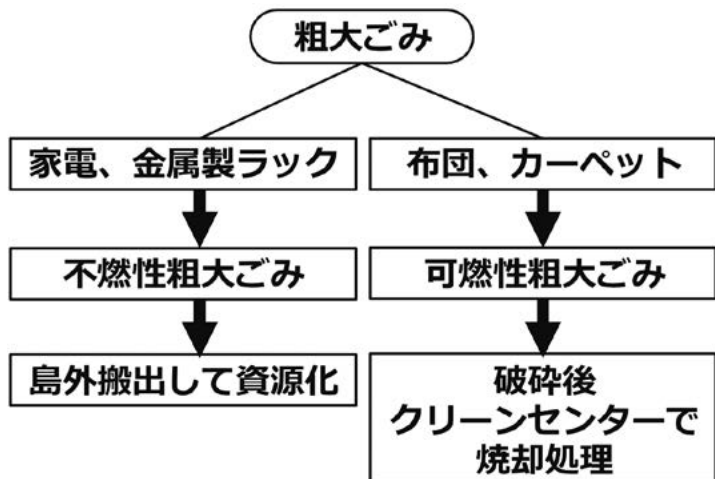 粗大ごみ
家電、金属製ラック
布団、カーペット
不燃性粗大ごみ
可燃性粗大ごみ
島外搬出して資源化
破砕後
クリーンセンターで
焼却処理